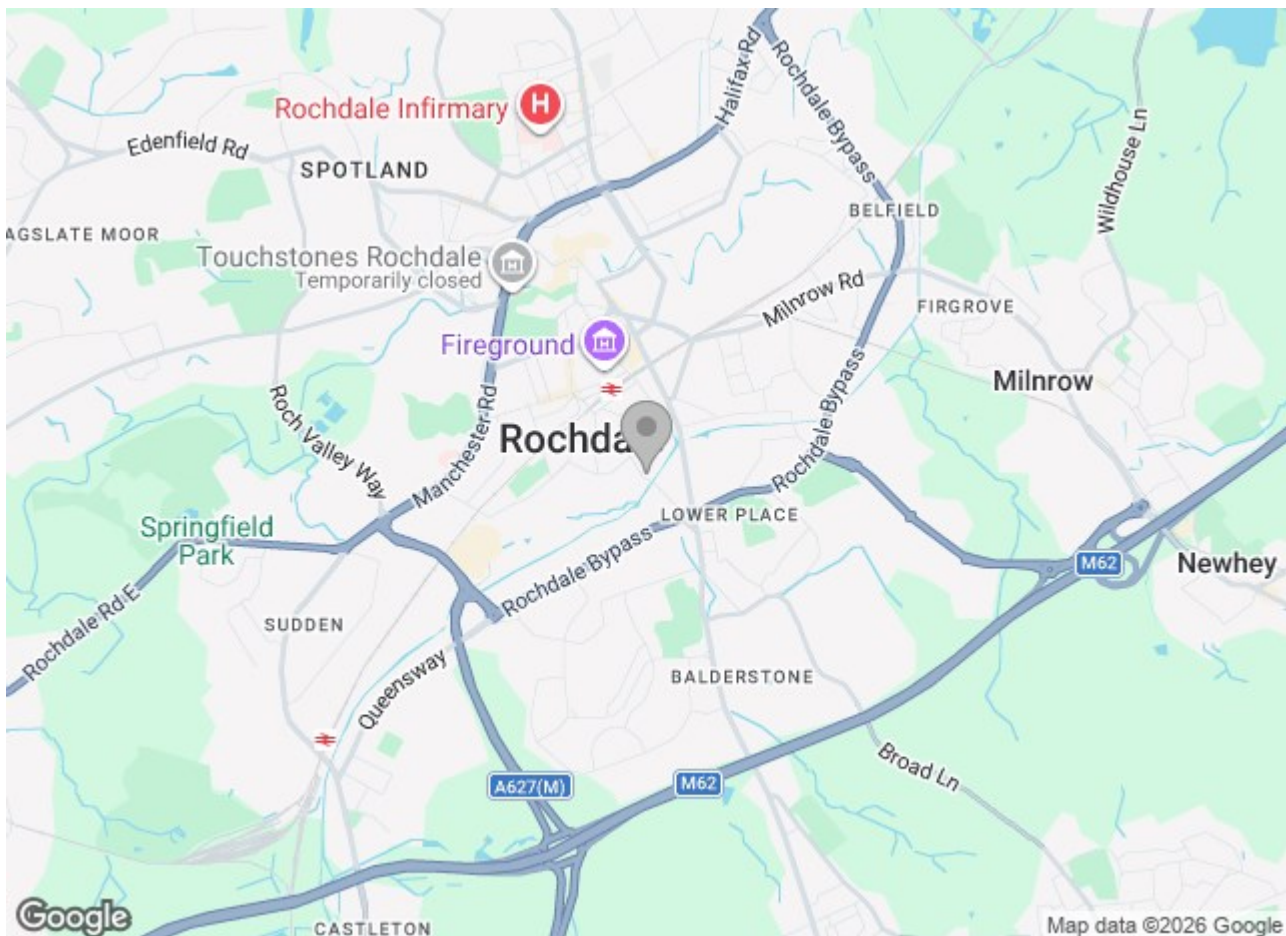 Halifax Rd
Rochdale Bypass
Rochdale Infirmary
H
Edenfield Rd
SPOTLAND
Wildhouse Ln
BELFIELD
AGSLATE MOOR
Touchstones Rochdale
Temporarily closed
Milnrow Rd
FIRGROVE
Fireground
Milnrow
Rochdale Bypass
Roch Valley Way
Manchester Rd
Rochda
Springfield
Park
LOWER PLACE
Rochdale Bypass
M62
Newhey
Rochdale Rd E
SUDDEN
Queensway
BALDERSTONE
A627(M)
M62
Broad Ln
CASTLETON
Google
Map data ©2026 Google